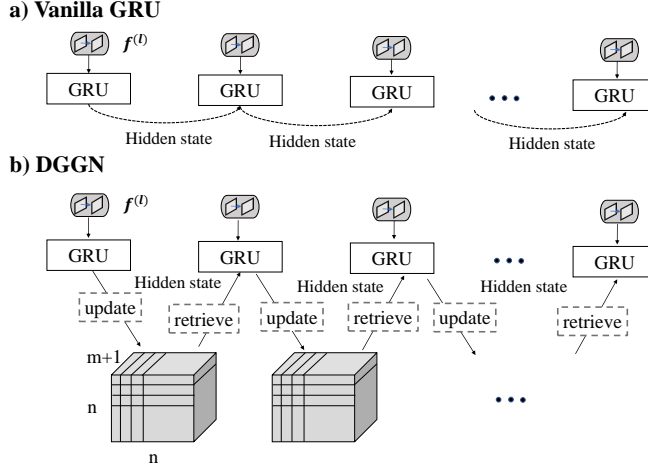 a) Vanilla GRU
f(l)
GRU GRU GRU GRU
Hidden state Hidden state Hidden state
b) DGGN
f(l)
GRU GRU GRU GRU
Hidden state Hidden state Hidden state
update retrieve update retrieve update retrieve
m+1
n
n